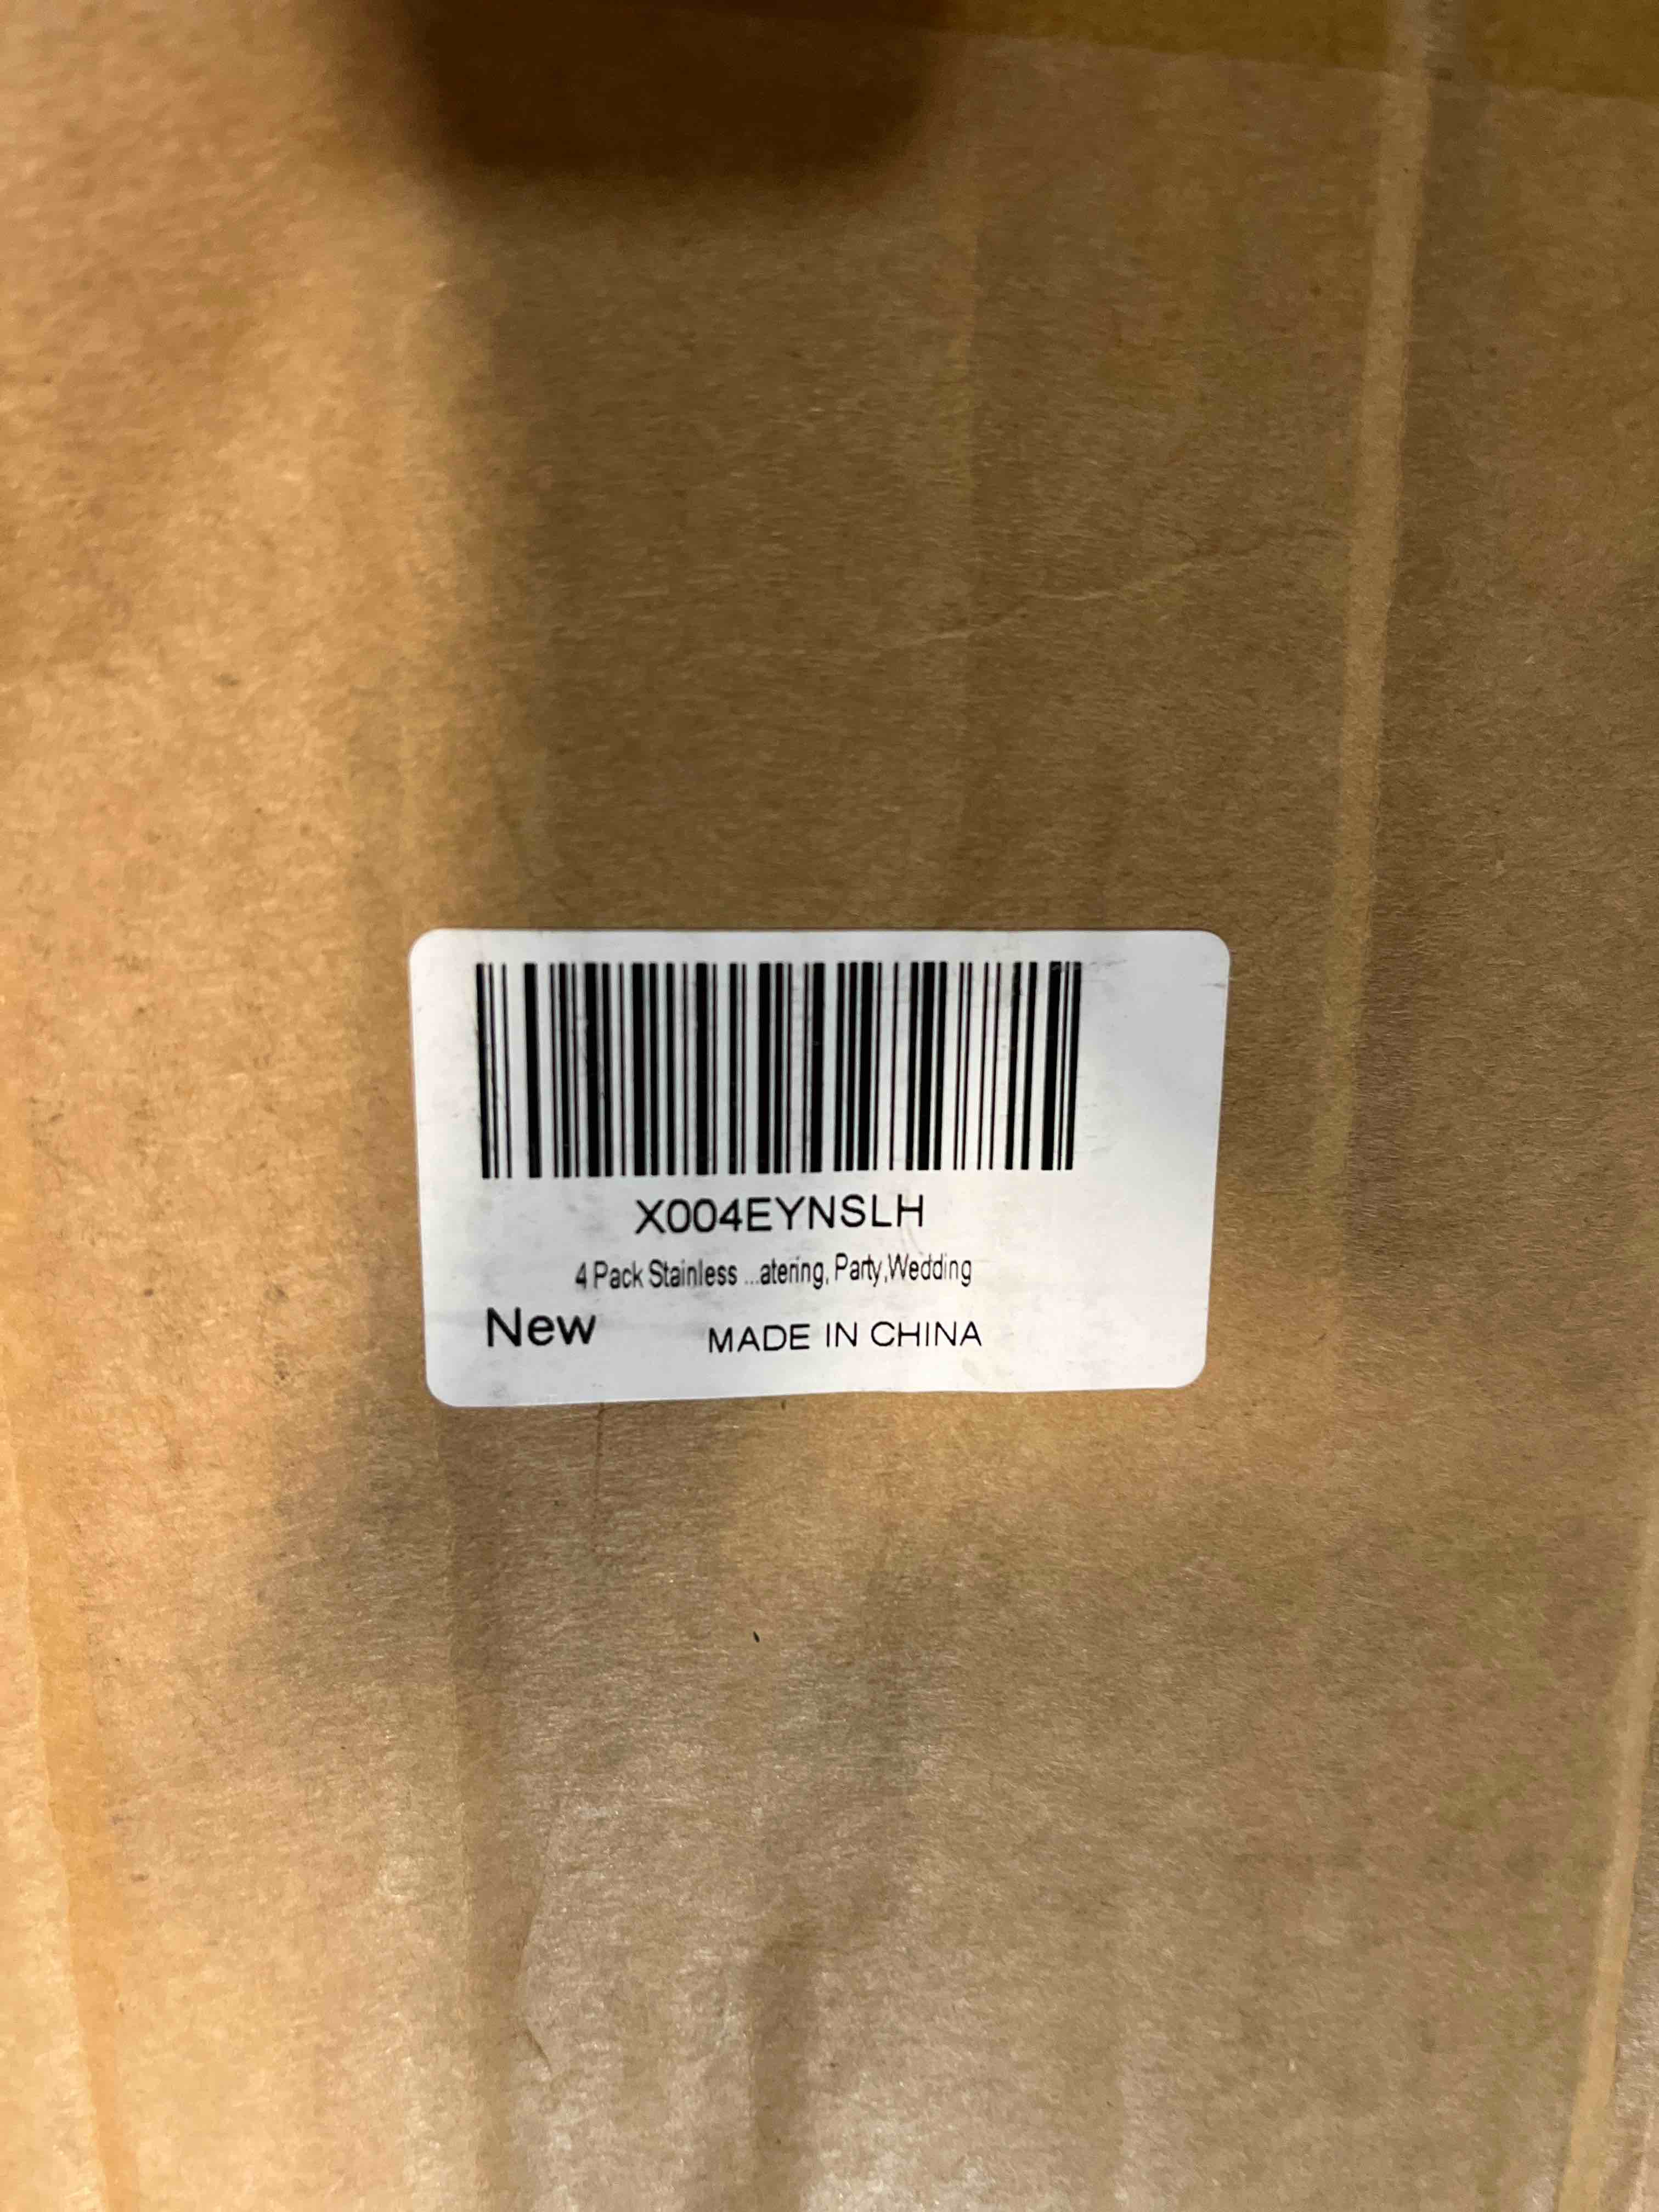 X004EYNSLH
4 Pack Stainless ...atering, Party,Wedding
New MADE IN CHINA